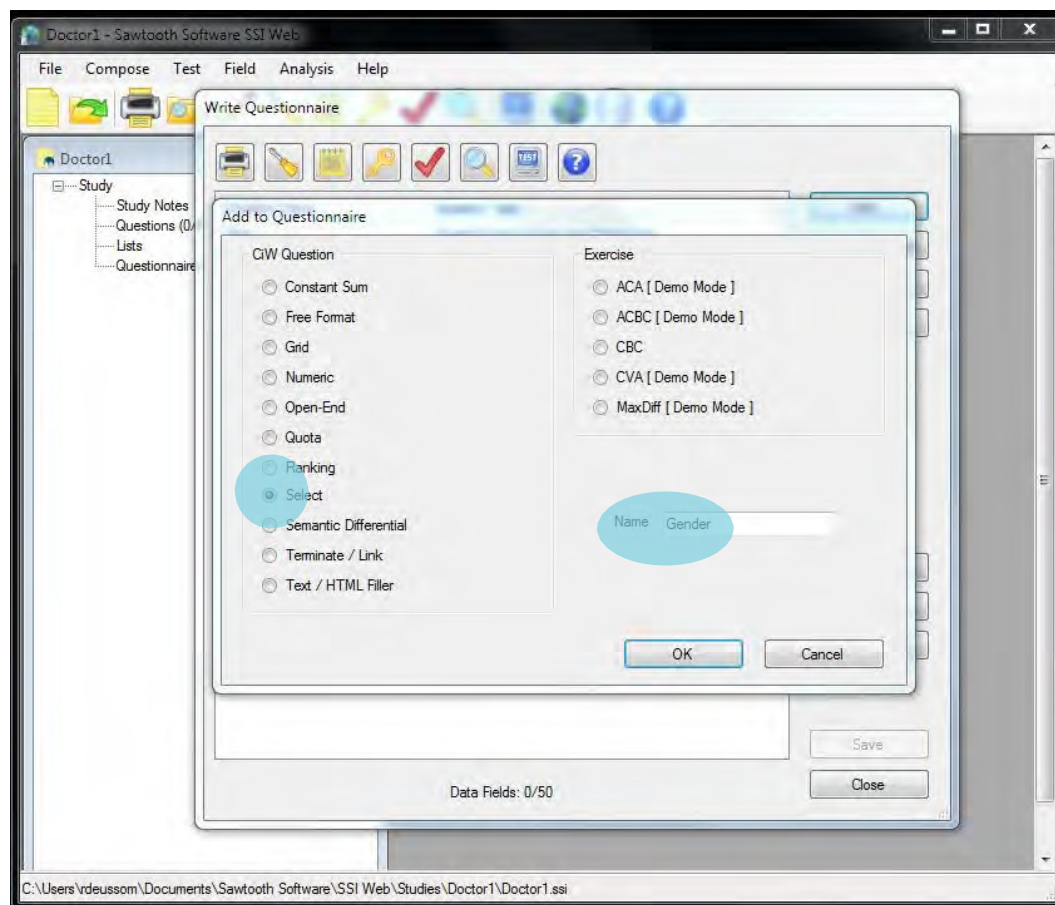 Doctor1 - Sawtooth Software SSI Web
File Compose Test Field Analysis Help
Write Questionnaire
Doctor1
TEST
Study
Study Notes
Questions (0/
Lists
Questionnaire
Add to Questionnaire
CiW Question
Constant Sum
Free Format
Grid
Numeric
Open-End
Quota
Ranking
Select
Semantic Differential
Terminate / Link
Text / HTML Filler
Exercise
ACA [ Demo Mode ]
ACBC [ Demo Mode ]
CBC
CVA [ Demo Mode ]
MaxDiff [ Demo Mode ]
Name Gender
OK Cancel
Save
Data Fields: 0/50
Close
C:\Users\rdeussom\Documents\Sawtooth Software\SSI Web\Studies\Doctor1\Doctor1.ssi